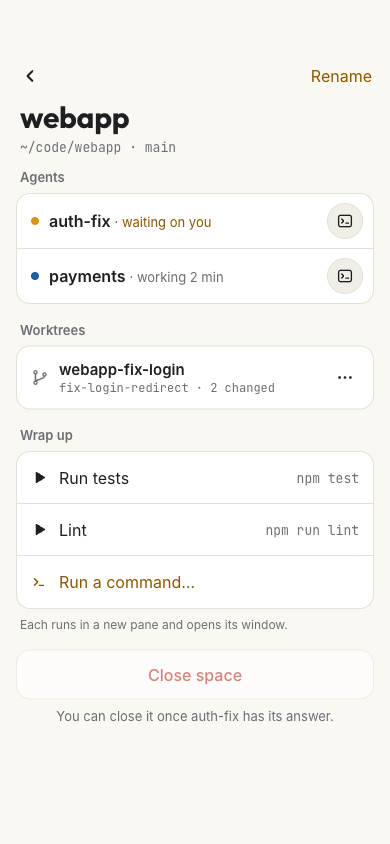 Rename
webapp
~/code/webapp · main
Agents
auth-fix · waiting on you
payments · working 2 min
Worktrees
webapp-fix-login
fix-login-redirect · 2 changed
Wrap up
Run tests npm test
Lint npm run lint
Run a command...
Each runs in a new pane and opens its window.
Close space
You can close it once auth-fix has its answer.